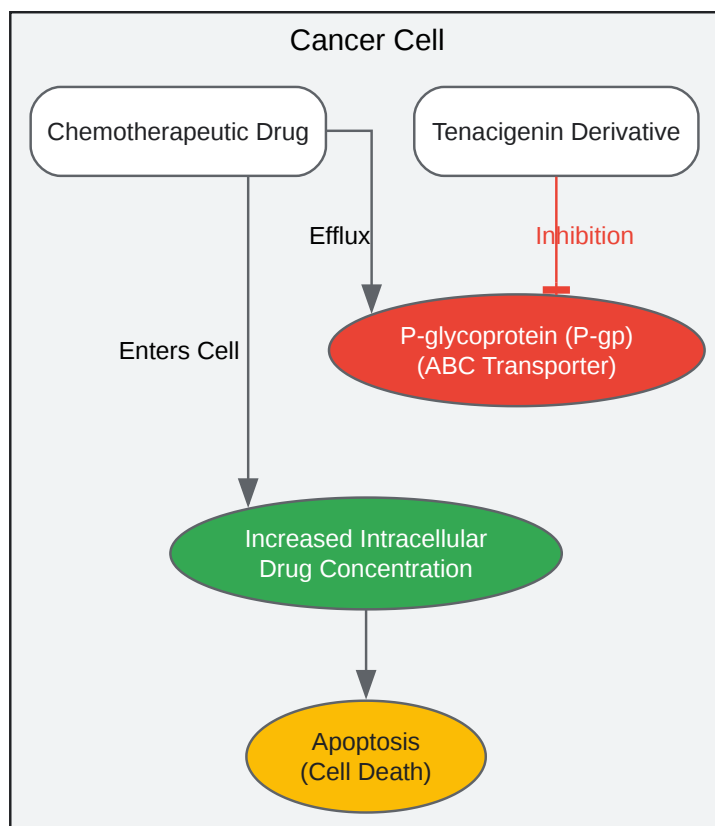 Cancer Cell
Chemotherapeutic Drug
Tenacigenin Derivative
Efflux
Inhibition
P-glycoprotein (P-gp)
(ABC Transporter)
Enters Cell
Increased Intracellular
Drug Concentration
Apoptosis
(Cell Death)